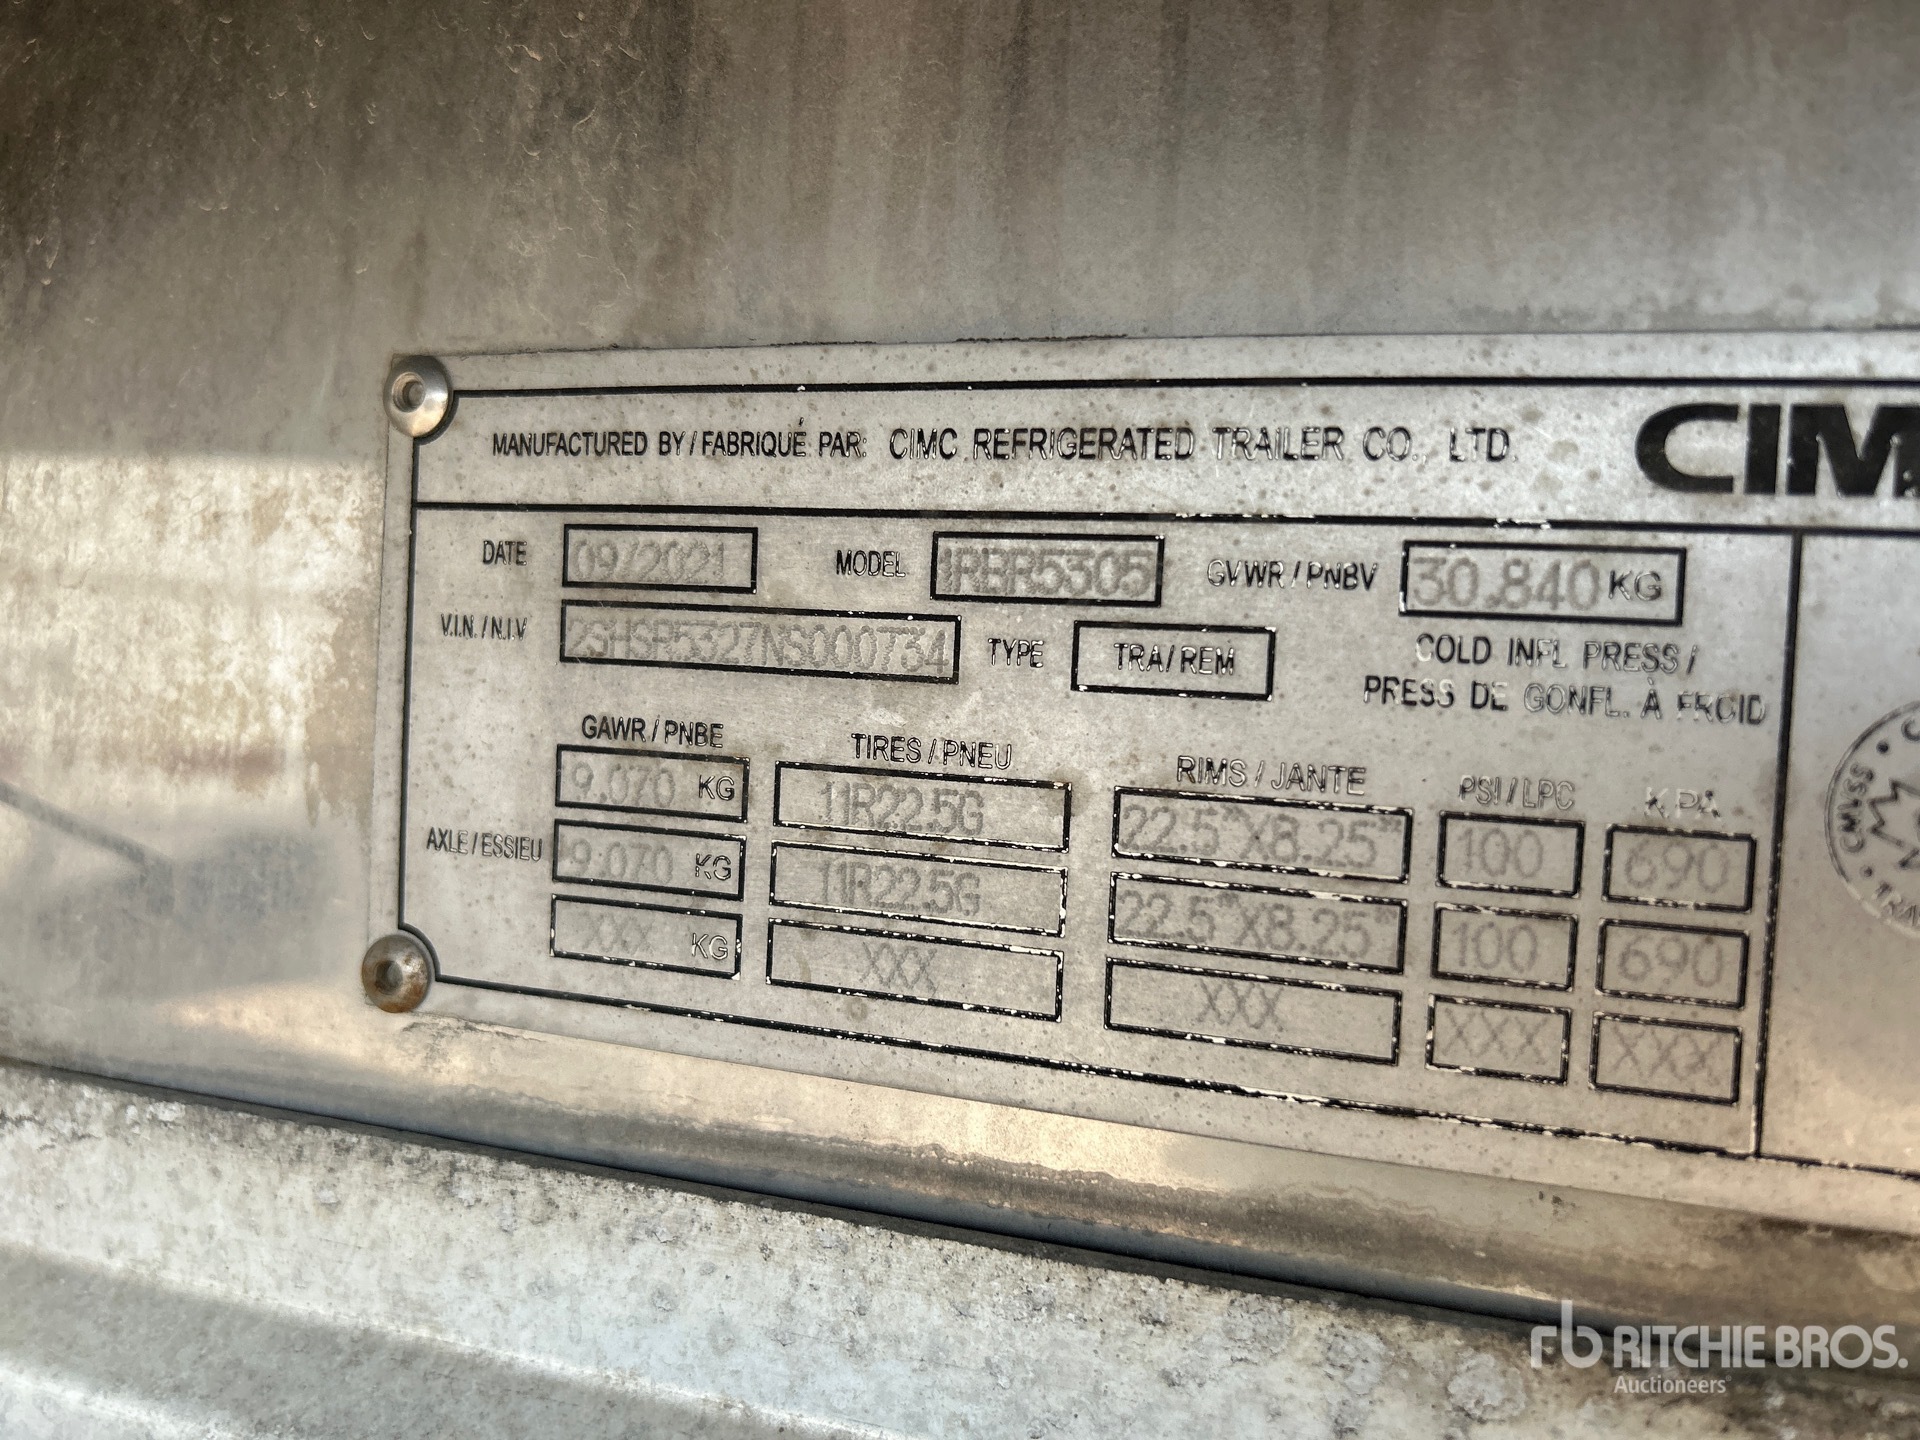 MANUFACTURED BY / FABRIQUÉ PAR: CIMC REFRIGERATED TRAILER CO., LTD. CIM
DATE 09/2021 MODEL 1RBR5305 GVWR / PNBV 30.840 KG
V.I.N. / N.I.V 2SHSR5327NS000734 TYPE TRA / REM COLD INFL PRESS /
PRESS DE GONFL. À FROID
GAWR / PNBE TIRES / PNEU RIMS / JANTE PSI / LPC KPA
9.070 KG 11R22.5G 22.5"X8.25" 100 690
AXLE / ESSIEU 9.070 KG 11R22.5G 22.5"X8.25" 100 690
XXX KG XXX XXX XXX XXX
CMVSS
rb RITCHIE BROS.
Auctioneers